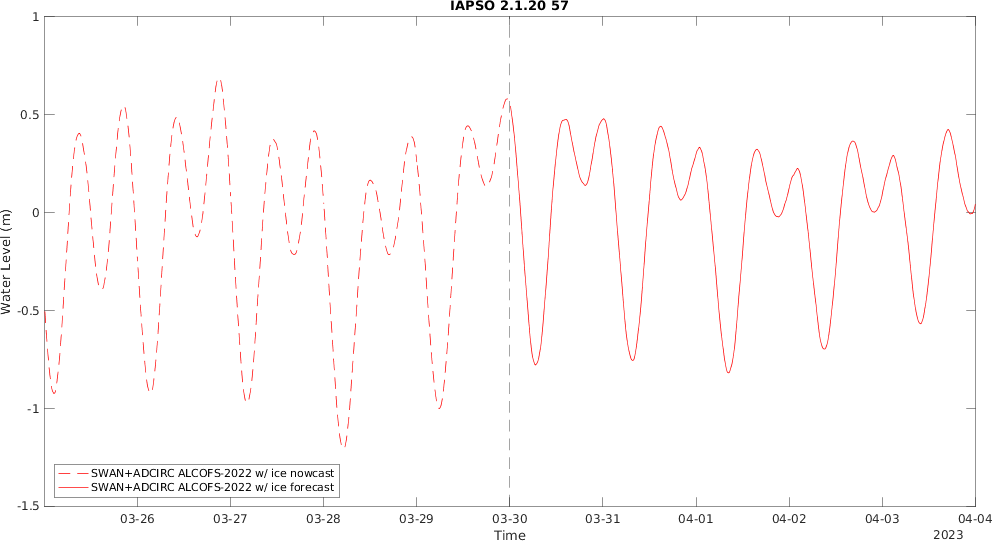 IAPSO 2.1.20 57
1
0.5
0
-0.5
-1
-1.5
Water Level (m)
SWAN+ADCIRC ALCOFS-2022 w/ ice nowcast
SWAN+ADCIRC ALCOFS-2022 w/ ice forecast
03-26 03-27 03-28 03-29 03-30 03-31 04-01 04-02 04-03 04-04
Time
2023